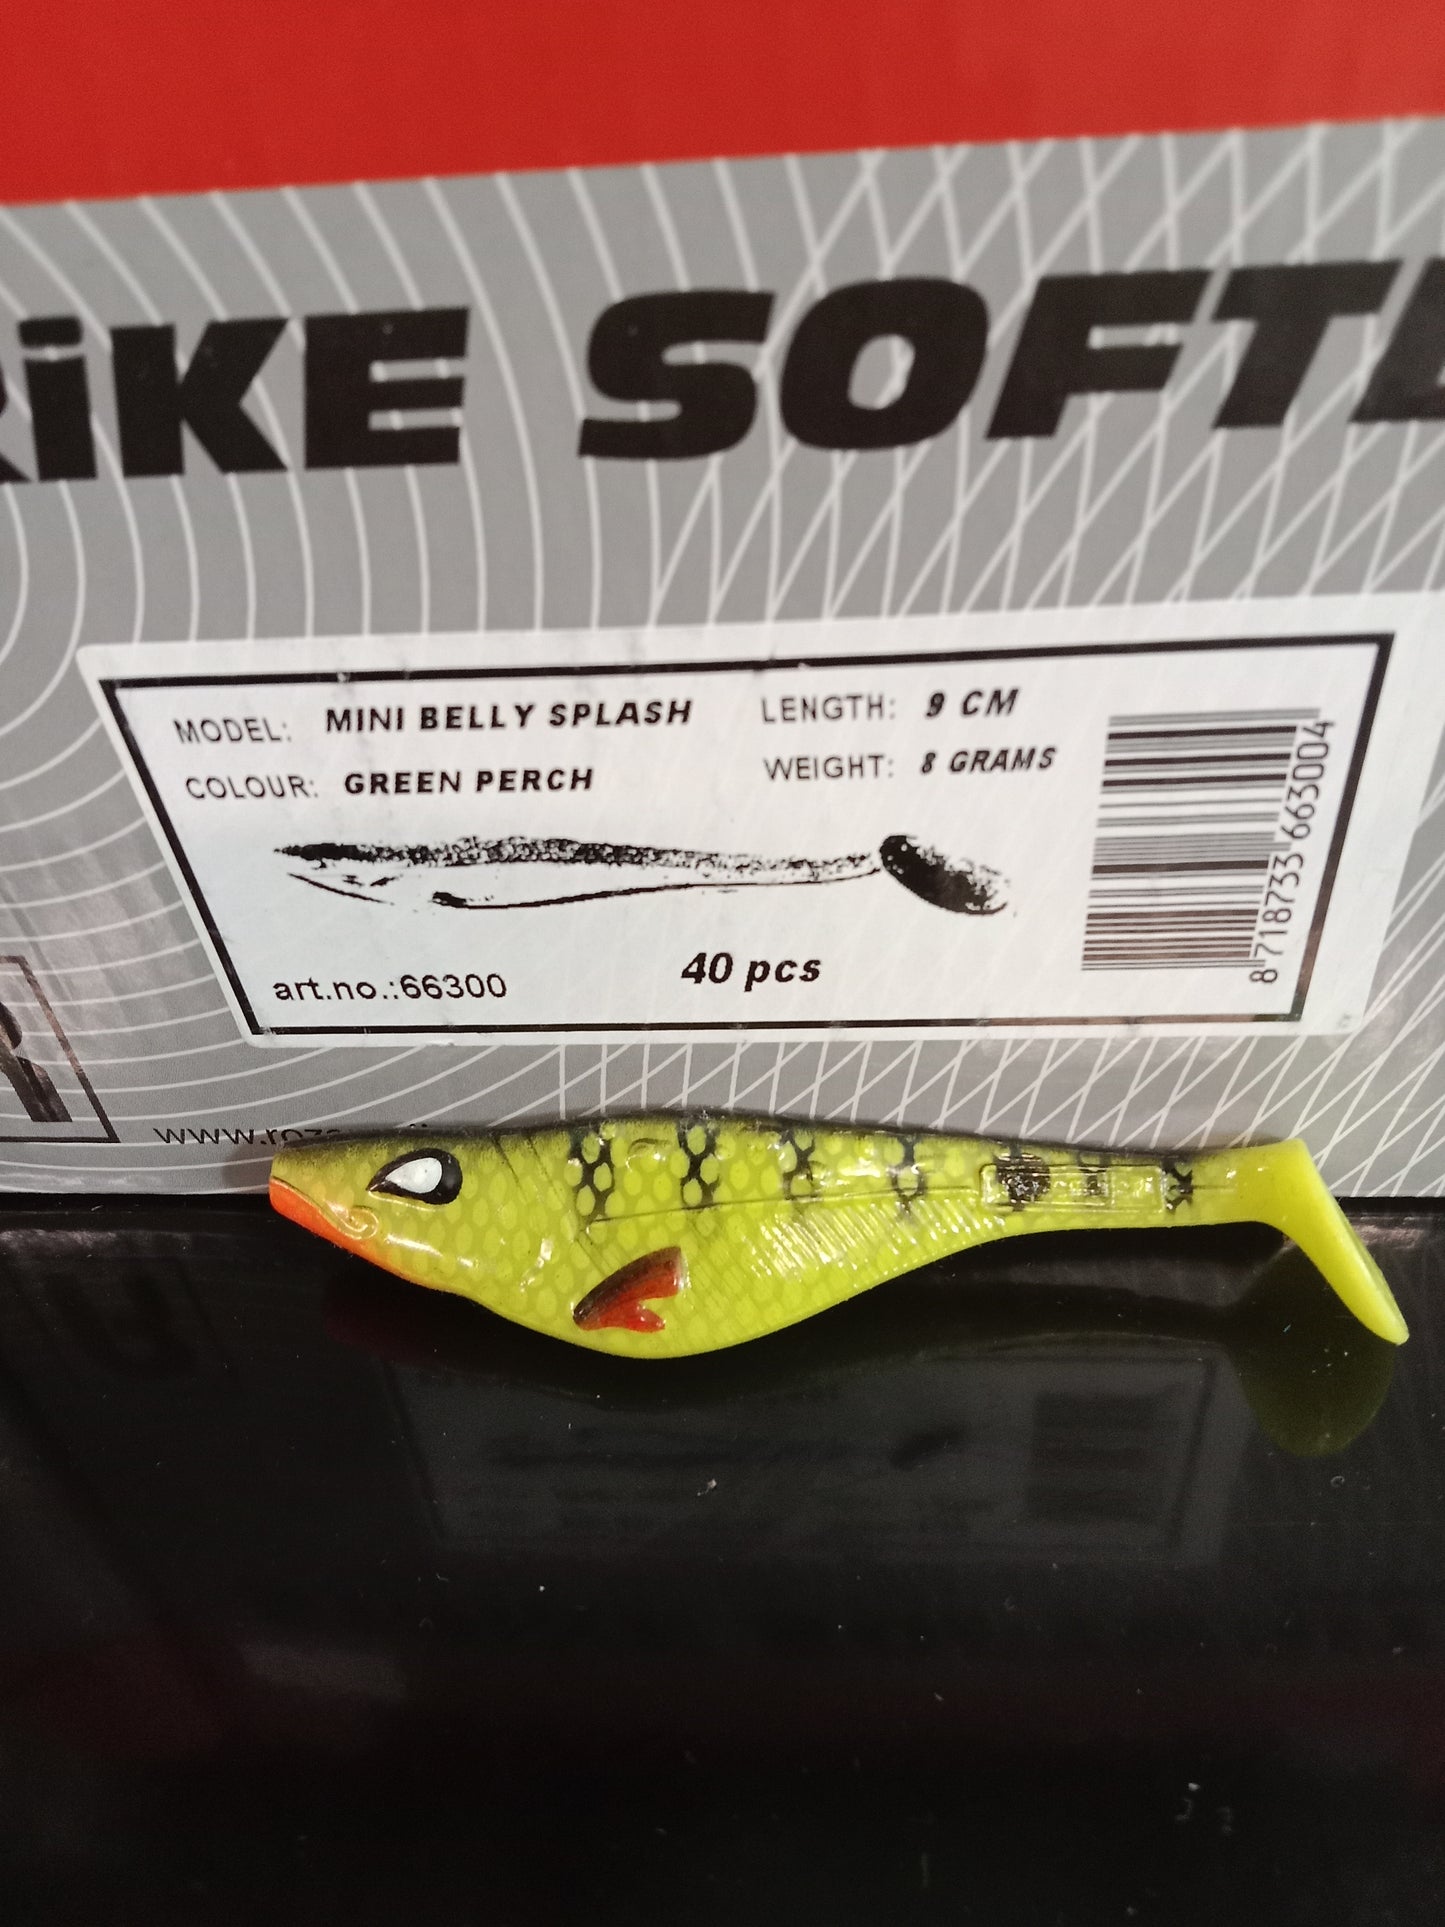 RiKE SOFTB
MODEL: MINI BELLY SPLASH LENGTH: 9 CM
COLOUR: GREEN PERCH WEIGHT: 8 GRAMS
8 718733 663004
art.no.:66300 40 pcs